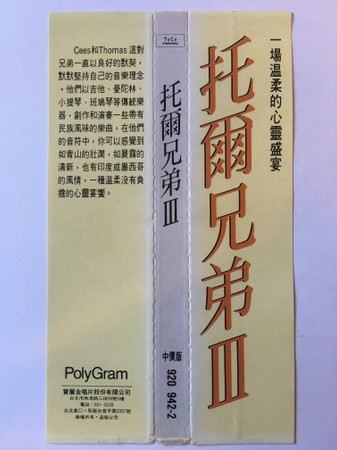 Cees和Thomas這對
兄弟一直以良好的默契,
默默堅持自己的音樂理念
,他們以吉他、曼陀林、
小提琴、班鳩琴等傳統樂
器,創作和演奏一些帶有
民族風味的樂曲。在他們
的音符中,你可以感覺到
如青山的壯濶,如晨露的
清新,也有印度或墨西哥
的風情,一種溫柔沒有負
擔的心靈宴饗。
PolyGram
寶麗金唱片股份有限公司
TeCe
托爾兄弟III
中價版
920 942-2
一場溫柔的心靈盛宴
托爾兄弟III